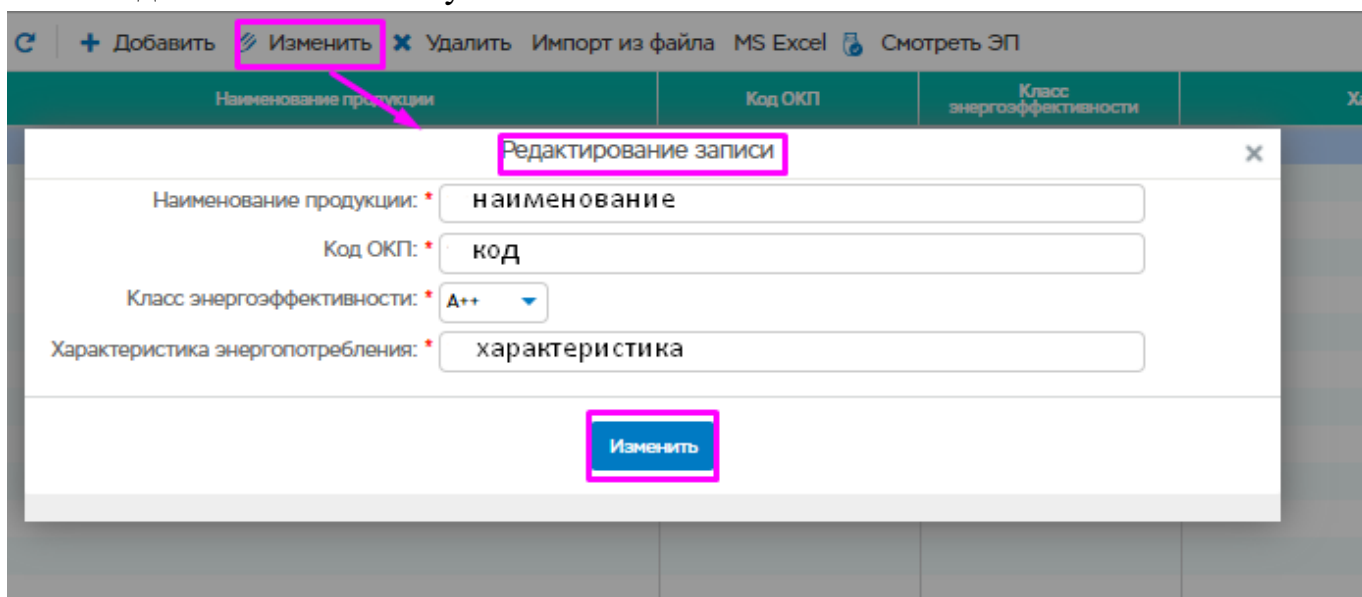 Добавить Изменить Удалить Импорт из файла MS Excel Смотреть ЭП
Наименование продукции Код ОКП Класс энергоэффективности
Редактирование записи
Наименование продукции: * наименование
Код ОКП: * код
Класс энергоэффективности: * A++
Характеристика энергопотребления: * характеристика
Изменить